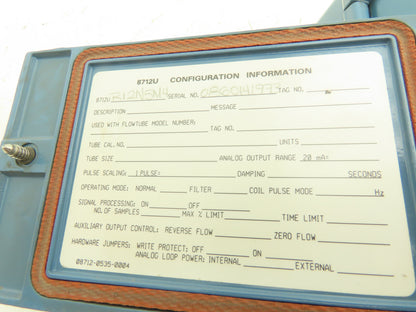 8712U CONFIGURATION INFORMATION
8712U R12N5M4 SERIAL NO. TAG NO.
DESCRIPTION MESSAGE
USED WITH FLOWTUBE MODEL NUMBER: TAG NO.
TUBE CAL.NO. UNITS
TUBE SIZE ANALOG OUTPUT RANGE 20 mA=
PULSE SCALING: 1 PULSE= DAMPING SECONDS
OPERATING MODE: NORMAL FILTER COIL PULSE MODE Hz
SIGNAL PROCESSING: ON OFF
NO.OF SAMPLES MAX % LIMIT TIME LIMIT
AUXILIARY OUTPUT CONTROL: REVERSE FLOW ZERO FLOW
HARDWARE JUMPERS: WRITE PROTECT: OFF ON
ANALOG LOOP POWER: INTERNAL EXTERNAL
08712-0535-0004